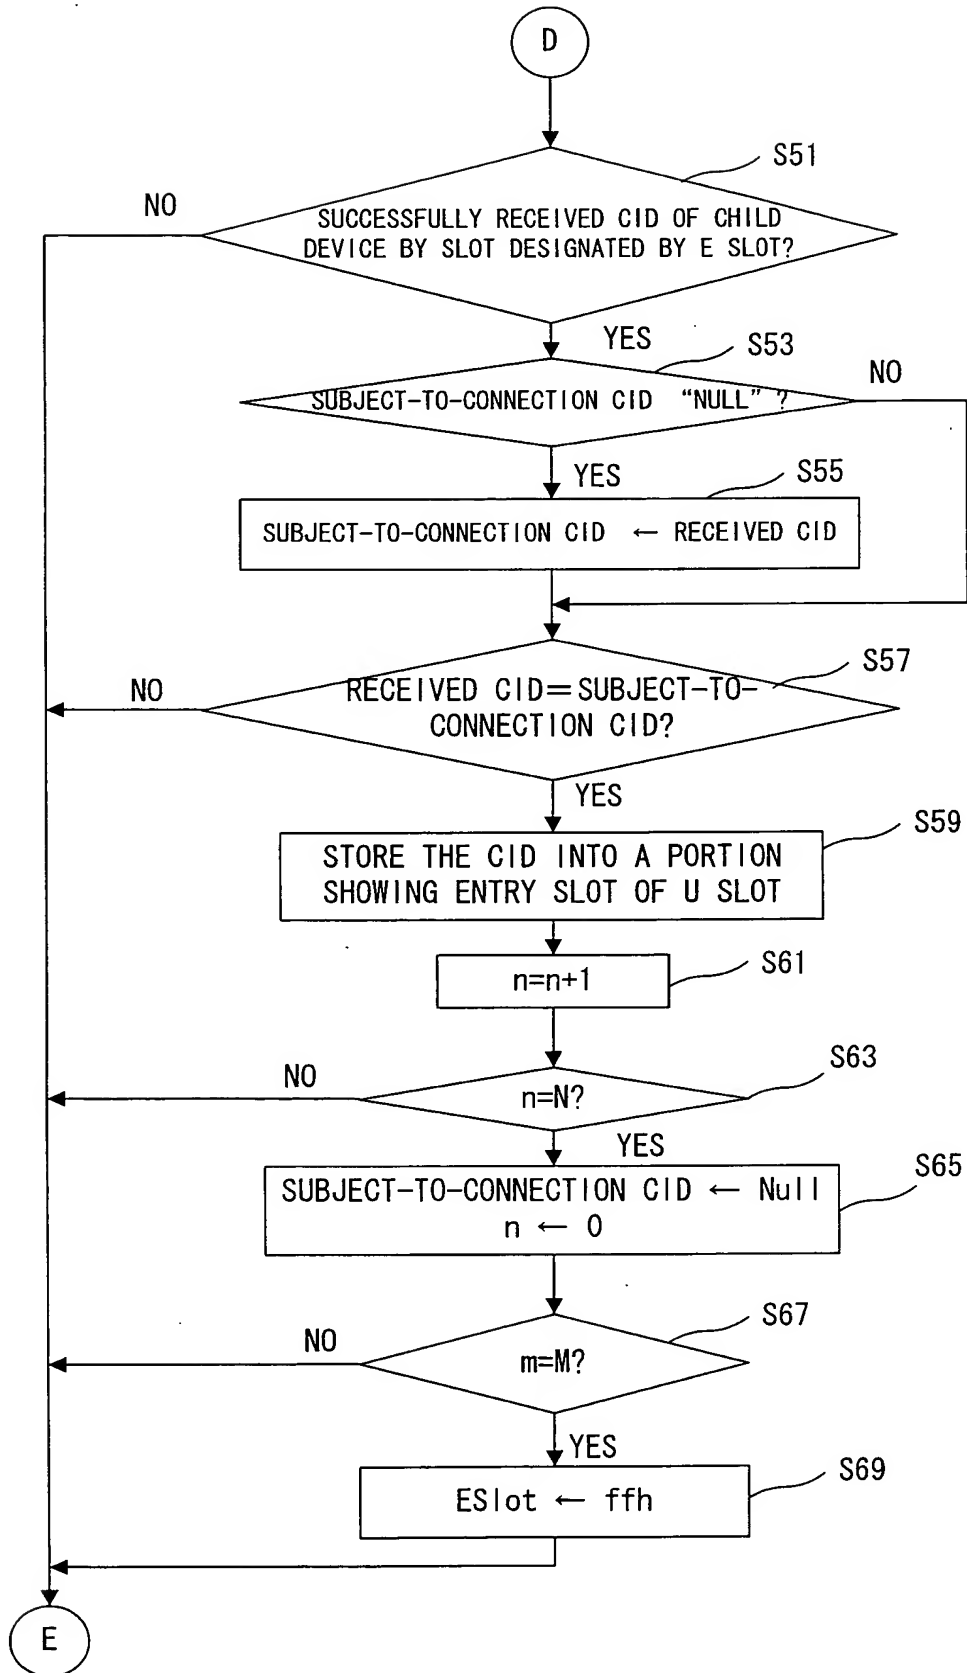 D
S51
NO
SUCCESSFULLY RECEIVED CID OF CHILD
DEVICE BY SLOT DESIGNATED BY E SLOT?
YES
S53
NO
SUBJECT-TO-CONNECTION CID "NULL" ?
YES
S55
SUBJECT-TO-CONNECTION CID ← RECEIVED CID
S57
NO
RECEIVED CID=SUBJECT-TO-
CONNECTION CID?
YES
S59
STORE THE CID INTO A PORTION
SHOWING ENTRY SLOT OF U SLOT
S61
n=n+1
S63
NO
n=N?
YES
S65
SUBJECT-TO-CONNECTION CID ← Null
n ← 0
S67
NO
m=M?
YES
S69
ESlot ← ffh
E